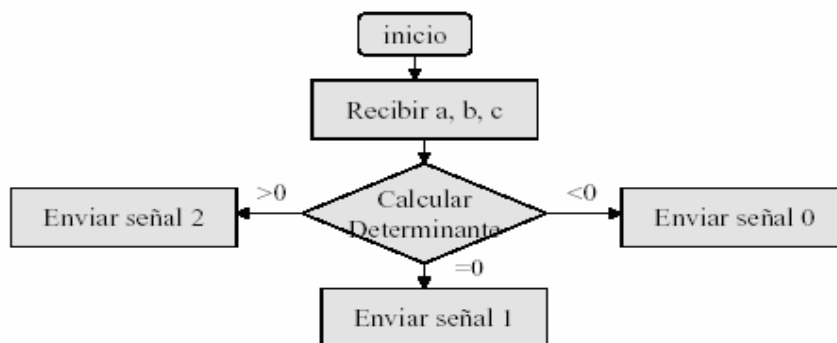 inicio
Recibir a, b, c
>0
Calcular
Determinante
<0
Enviar señal 2
Enviar señal 0
=0
Enviar señal 1